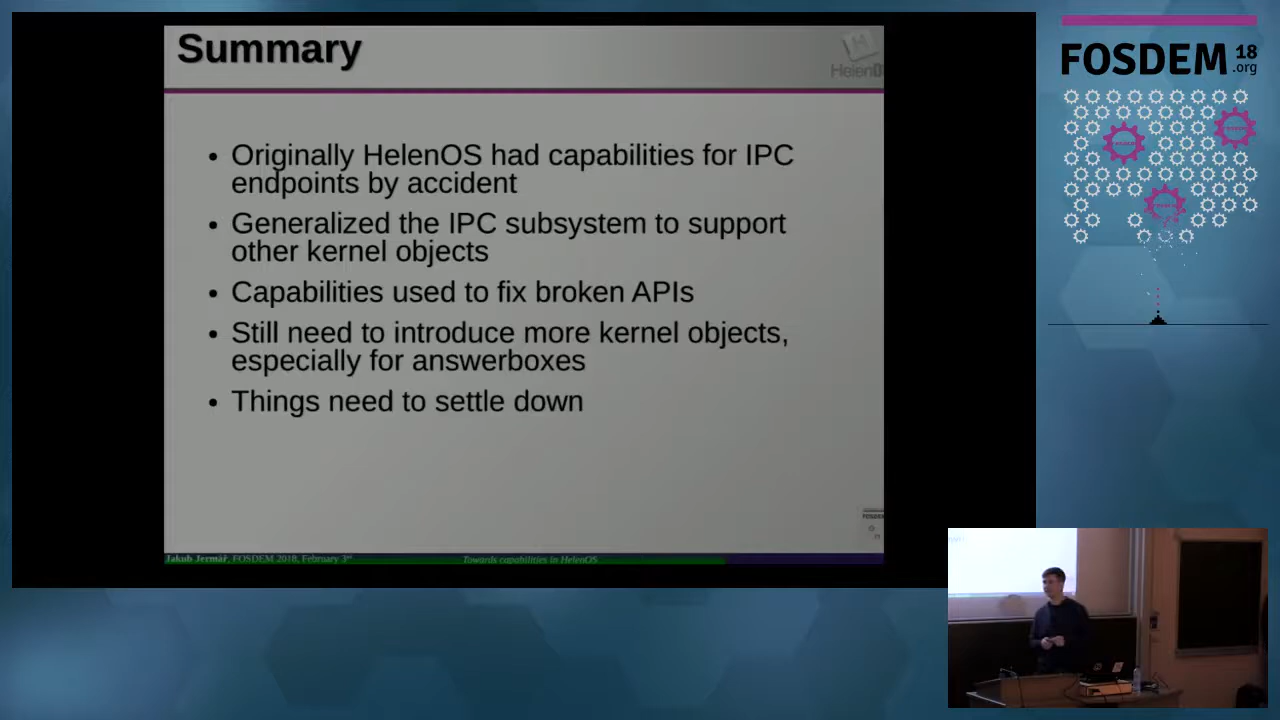 Summary
HelenOS
Originally HelenOS had capabilities for IPC
endpoints by accident
Generalized the IPC subsystem to support
other kernel objects
Capabilities used to fix broken APIs
Still need to introduce more kernel objects,
especially for answerboxes
Things need to settle down
FOSDEM
Jakub Jermář, FOSDEM 2018, February 3rd
Towards capabilities in HelenOS
FOSDEM 18
.org